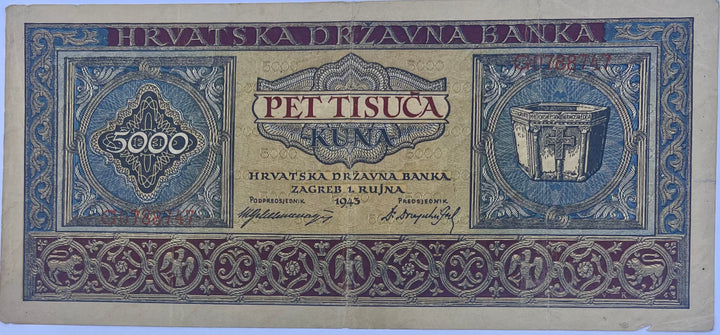 HRVATSKA DRŽAVNA BANKA
PET TISUĆA
KUNA
5000
HRVATSKA DRŽAVNA BANKA
ZAGREB 1. RUJNA
1943
PODPREDSJEDNIK
PREDSJEDNIK